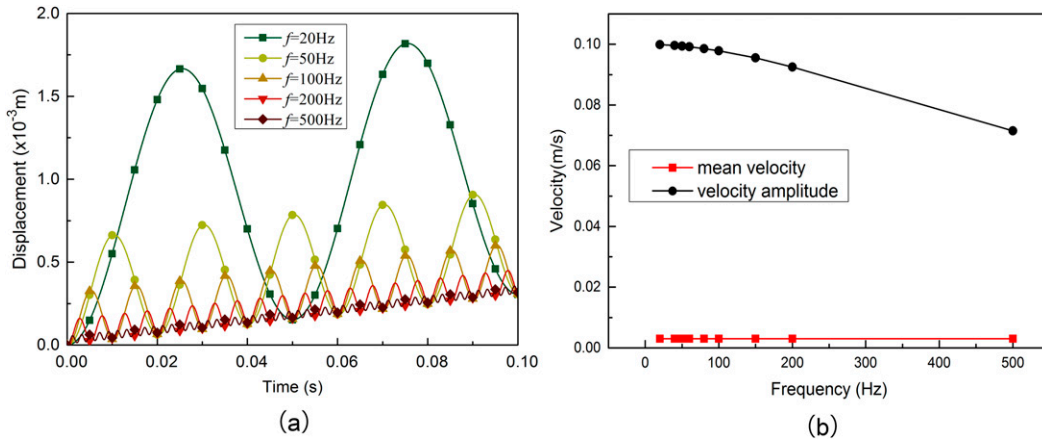 2.0
1.5
1.0
0.5
0.0
Displacement (x10⁻³m)
f=20Hz
f=50Hz
f=100Hz
f=200Hz
f=500Hz
0.00 0.02 0.04 0.06 0.08 0.10
Time (s)
(a)
0.10
0.08
0.06
0.04
0.02
0.00
Velocity(m/s)
mean velocity
velocity amplitude
0 100 200 300 400 500
Frequency (Hz)
(b)